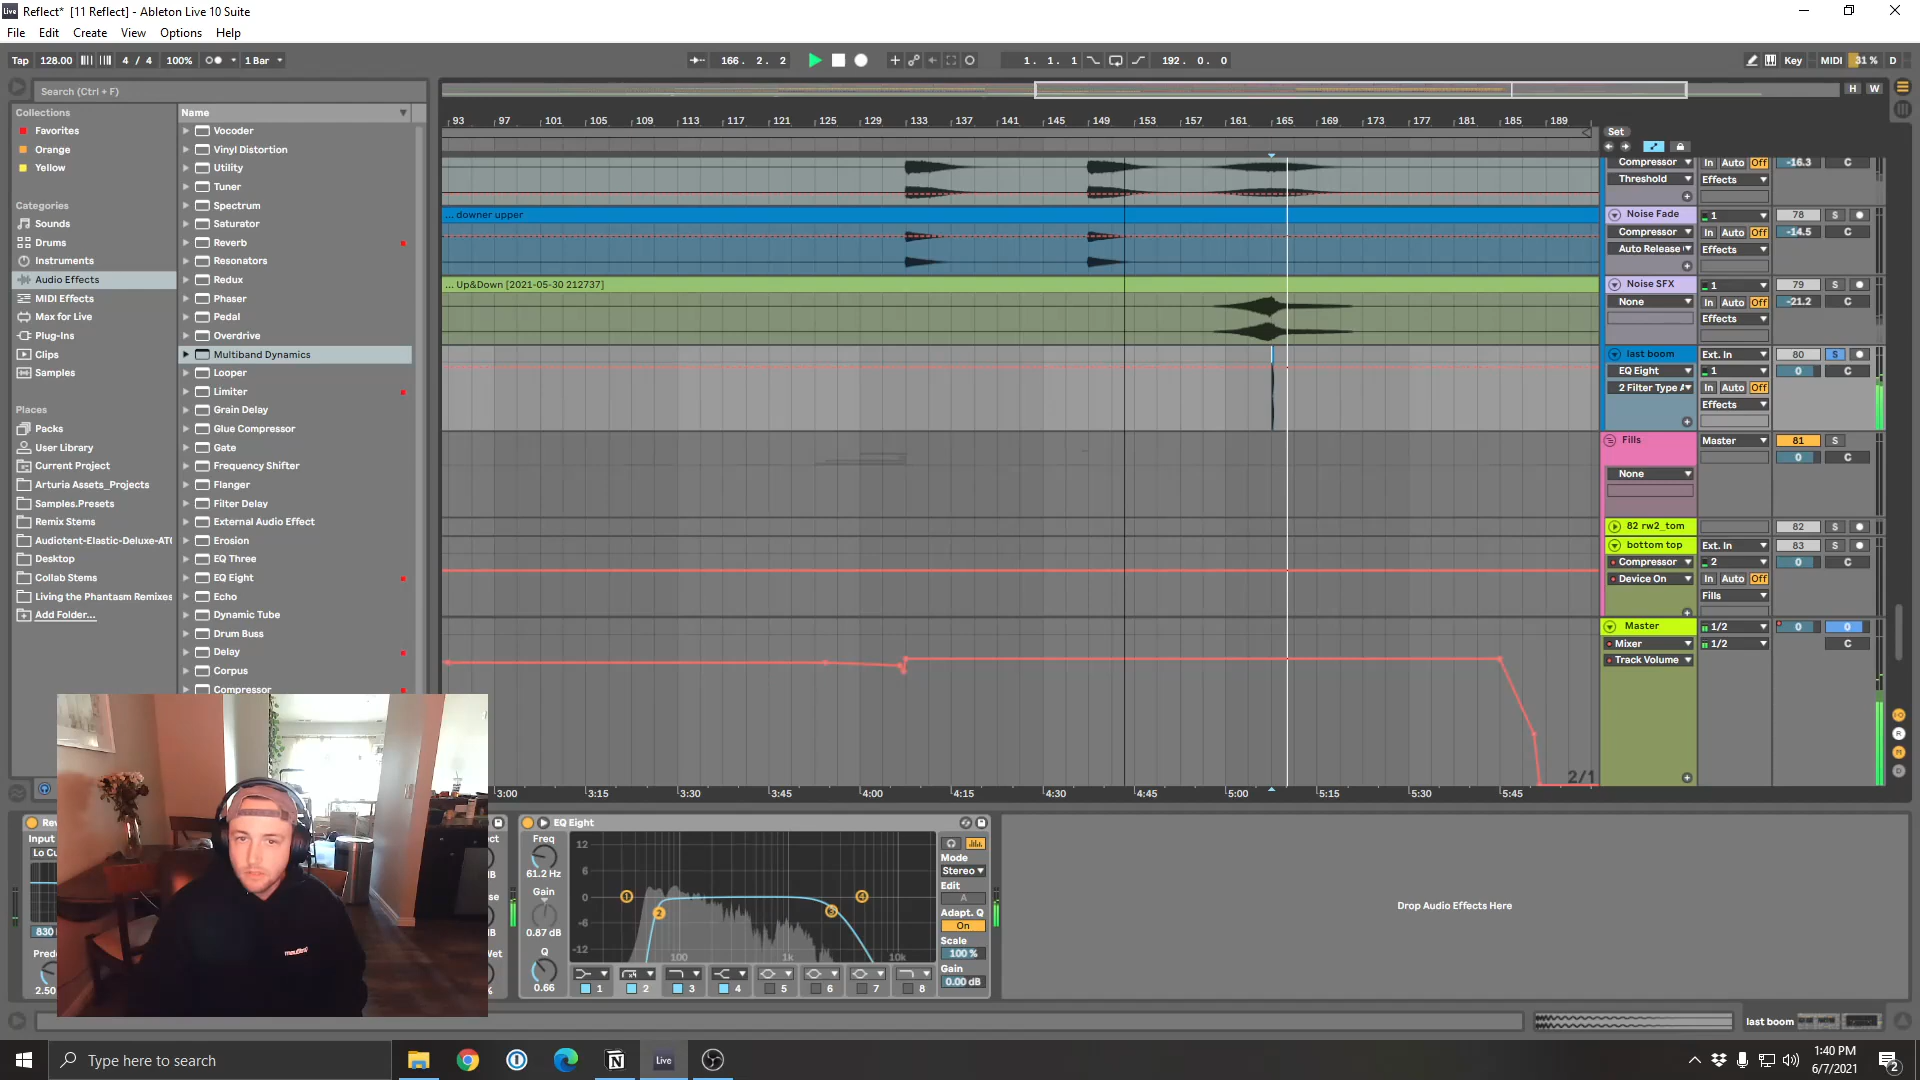 Reflect* [11 Reflect] - Ableton Live 10 Suite
File Edit Create View Options Help
Tap 128.00 4 / 4 100% 1 Bar 166. 2. 2 1. 1. 1 192. 0. 0 Key MIDI 31 % D
Search (Ctrl + F) H W
Collections
Favorites
Orange
Yellow
Categories
Sounds
Drums
Instruments
Audio Effects
MIDI Effects
Max for Live
Plug-Ins
Clips
Samples
Places
Packs
User Library
Current Project
Arturia Assets_Projects
Samples.Presets
Remix Stems
Audiotent-Elastic-Deluxe-AT
Desktop
Collab Stems
Living the Phantasm Remixes
Add Folder...
Name
Vocoder
Vinyl Distortion
Utility
Tuner
Spectrum
Saturator
Reverb
Resonators
Redux
Phaser
Pedal
Overdrive
Multiband Dynamics
Looper
Limiter
Grain Delay
Glue Compressor
Gate
Frequency Shifter
Flanger
Filter Delay
External Audio Effect
Erosion
EQ Three
EQ Eight
Echo
Dynamic Tube
Drum Buss
Delay
Corpus
Compressor
93 97 101 105 109 113 117 121 125 129 133 137 141 145 149 153 157 161 165 169 173 177 181 185 189
Set
... downer upper
... Up&Down [2021-05-30 212737]
Compressor In Auto Off -16.3 C
Threshold Effects
Noise Fade 1 78 S
Compressor In Auto Off -14.5 C
Auto Release Effects
Noise SFX 1 79 S
None In Auto Off -21.2 C
Effects
last boom Ext. In 80 S
EQ Eight 1 0 C
2 Filter Type A In Auto Off
Effects
Fills Master 81 S
0 C
None
82 rw2_tom 82 S
bottom top Ext. In 83 S
Compressor 2 0 C
Device On In Auto Off
Fills
Master 1/2 0 0
Mixer 1/2 C
Track Volume
2/1
3:00 3:15 3:30 3:45 4:00 4:15 4:30 4:45 5:00 5:15 5:30 5:45
R
M
D
Rev
Input
Lo Cu
830
Prede
2.50
EQ Eight
Freq
61.2 Hz
Gain
0.87 dB
Q
0.66
12
6
0
-6
-12
1 2 3 4
100 1k 10k
1 2 3 4 5 6 7 8
Mode
Stereo
Edit
A
Adapt. Q
On
Scale
100 %
Gain
0.00 dB
Drop Audio Effects Here
last boom
Type here to search
Live
1:40 PM
6/7/2021
2